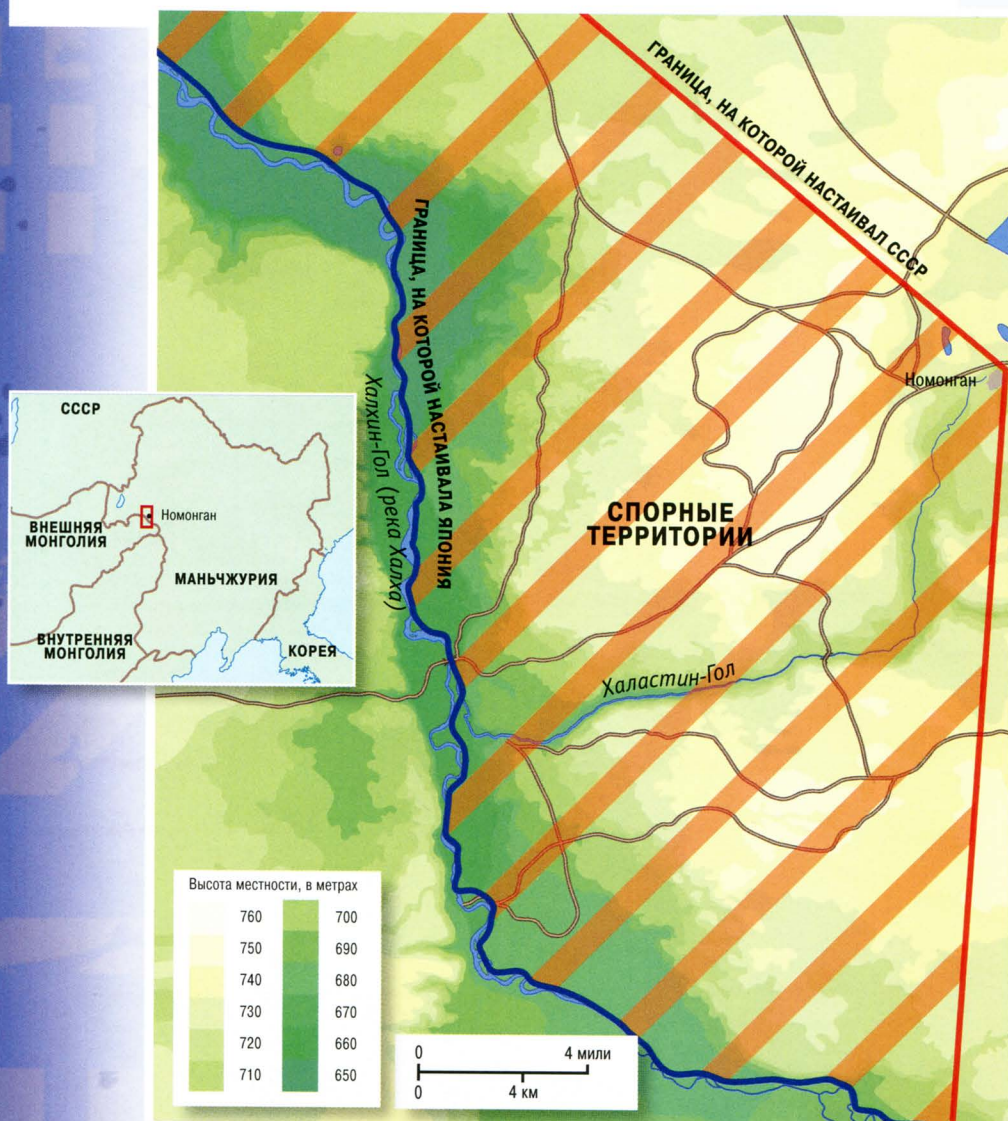 ГРАНИЦА, НА КОТОРОЙ НАСТАИВАЛ СССР
ГРАНИЦА, НА КОТОРОЙ НАСТАИВАЛА ЯПОНИЯ
Халхин-Гол (река Халха)
Номонган
СПОРНЫЕ
ТЕРРИТОРИИ
Халастин-Гол
СССР
Номонган
ВНЕШНЯЯ
МОНГОЛИЯ
МАНЬЧЖУРИЯ
ВНУТРЕННЯЯ
МОНГОЛИЯ
КОРЕЯ
Высота местности, в метрах
760 700
750 690
740 680
730 670
720 660
710 650
0 4 мили
0 4 км